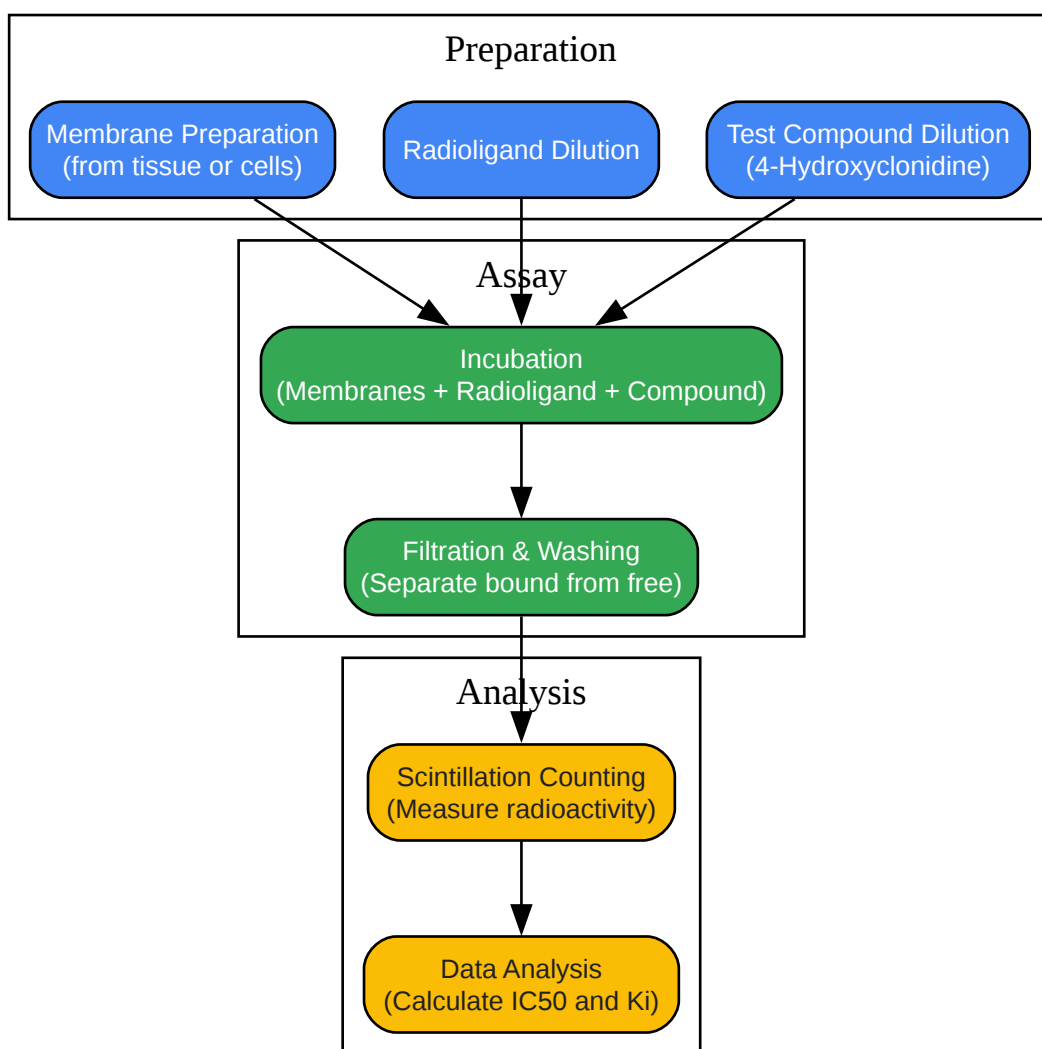 Preparation
Membrane Preparation
(from tissue or cells)
Radioligand Dilution
Test Compound Dilution
(4-Hydroxyclonidine)
Assay
Incubation
(Membranes + Radioligand + Compound)
Filtration & Washing
(Separate bound from free)
Analysis
Scintillation Counting
(Measure radioactivity)
Data Analysis
(Calculate IC50 and Ki)